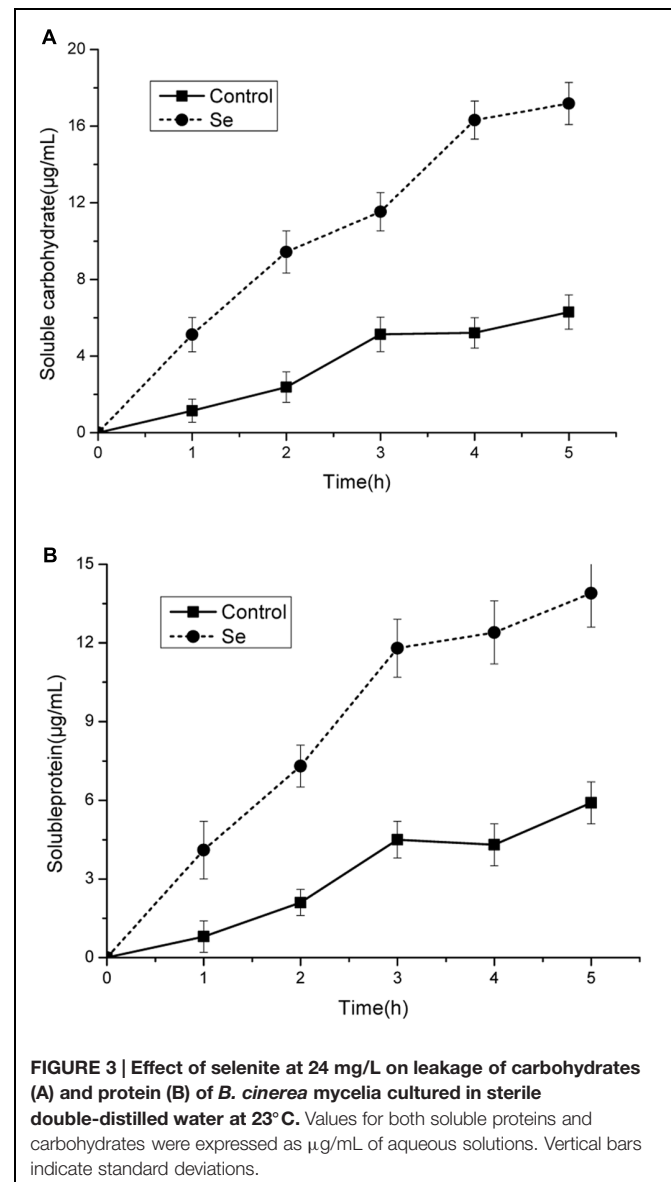 A
20
16
12
8
4
0
Soluble carbohydrate(µg/mL)
Control
Se
0 1 2 3 4 5
Time(h)
B
15
12
9
6
3
0
Solubleprotein(µg/mL)
Control
Se
0 1 2 3 4 5
Time(h)
FIGURE 3 | Effect of selenite at 24 mg/L on leakage of carbohydrates
(A) and protein (B) of B. cinerea mycelia cultured in sterile
double-distilled water at 23°C. Values for both soluble proteins and
carbohydrates were expressed as µg/mL of aqueous solutions. Vertical bars
indicate standard deviations.